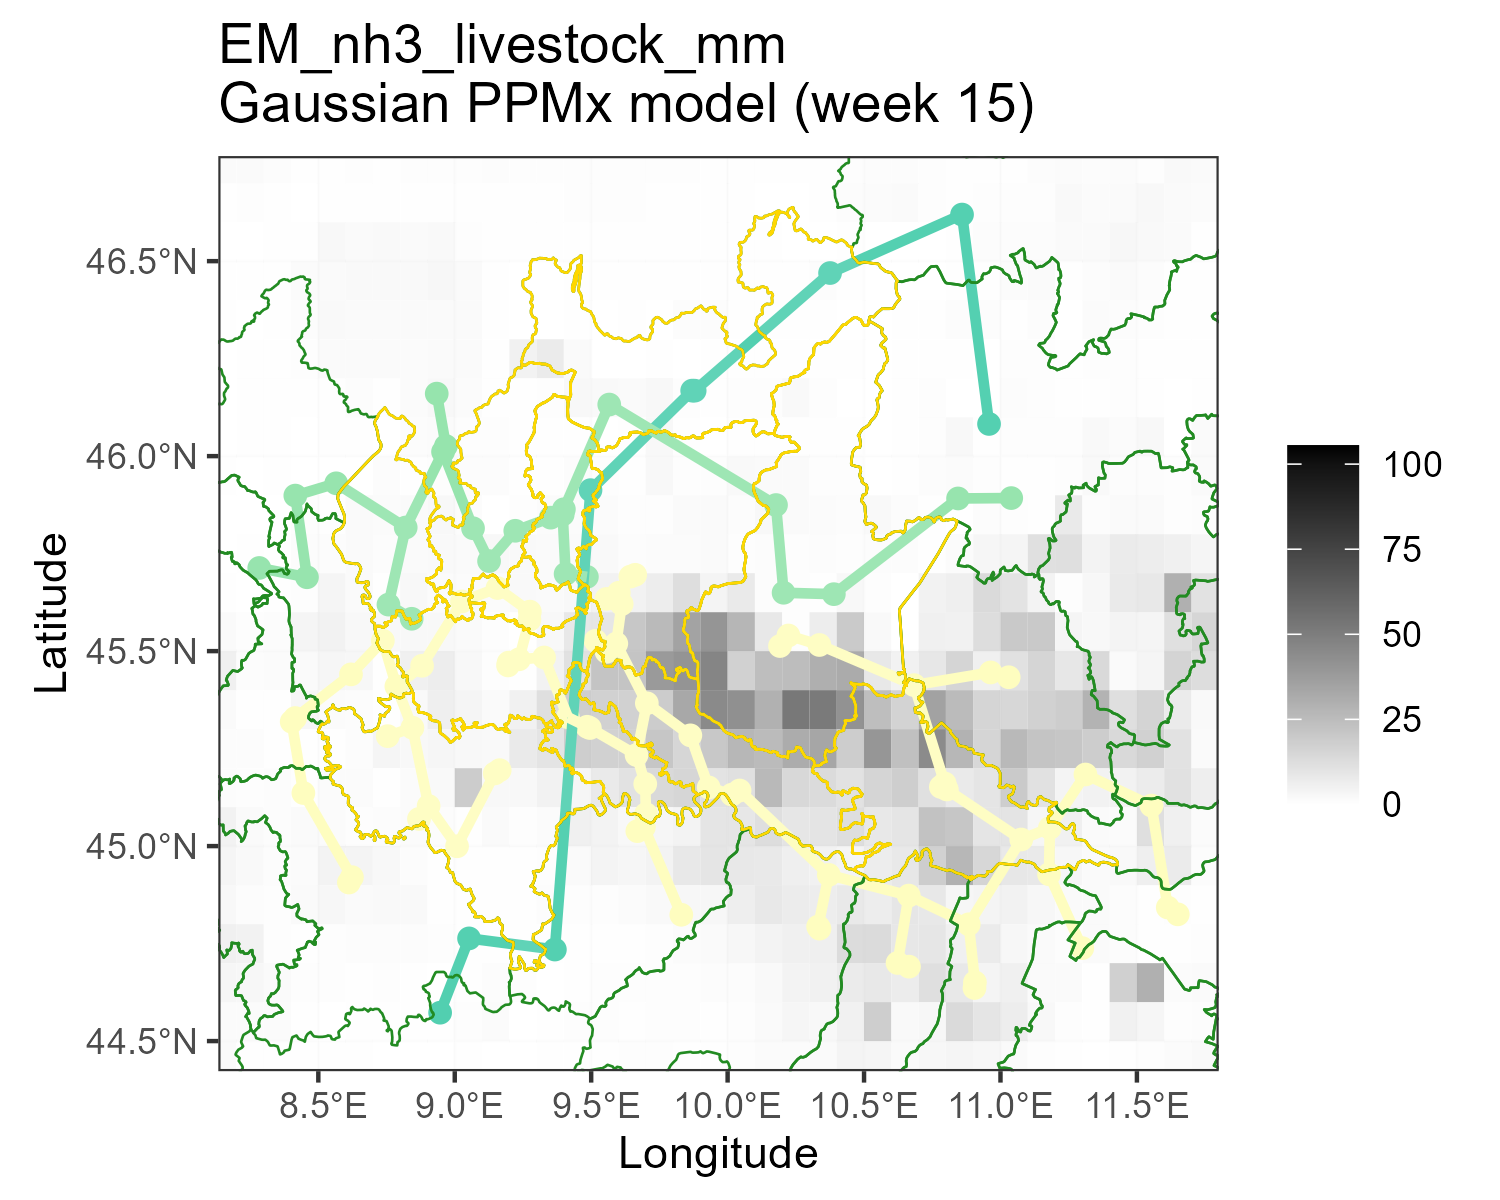 EM_nh3_livestock_mm
Gaussian PPMx model (week 15)
46.5°N
46.0°N
45.5°N
45.0°N
44.5°N
Latitude
8.5°E 9.0°E 9.5°E 10.0°E 10.5°E 11.0°E 11.5°E
Longitude
100
75
50
25
0